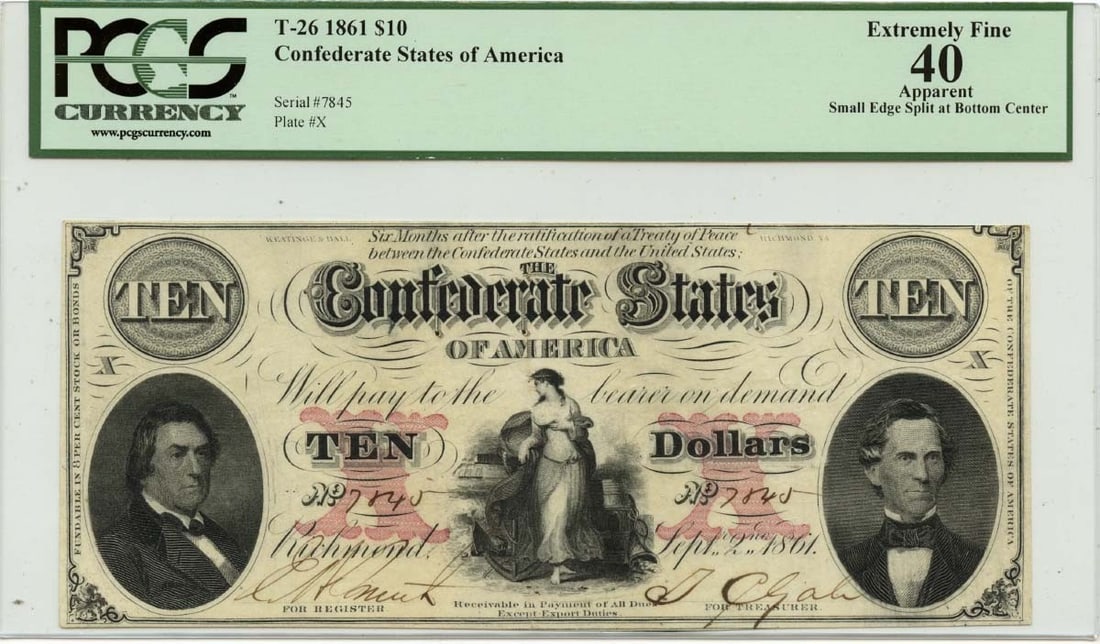 PCGS
CURRENCY
www.pcgscurrency.com
T-26 1861 $10
Confederate States of America
Serial #7845
Plate #X
Extremely Fine
40
Apparent
Small Edge Split at Bottom Center
KEATINGE & BALL
Six Months after the ratification of a Treaty of Peace
RICHMOND VA
between the Confederate States and the United States;
TEN
THE
Confederate States
TEN
OF AMERICA
X
X
Will pay to the bearer on demand
X
X
TEN Dollars
No 7845 No 7845
Richmond Sept. 2nd 1861.
FOR REGISTER
Receivable in Payment of All Dues
FOR TREASURER.
Except Export Duties.
FUNDABLE IN 8 PER CENT STOCK OR BONDS
OF THE CONFEDERATE STATES OF AMERICA